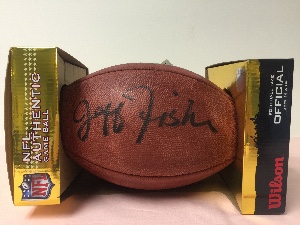 NFL
AUTHENTIC
GAME BALL
NFL
Jeff Fisher
OFFICIAL
Wilson